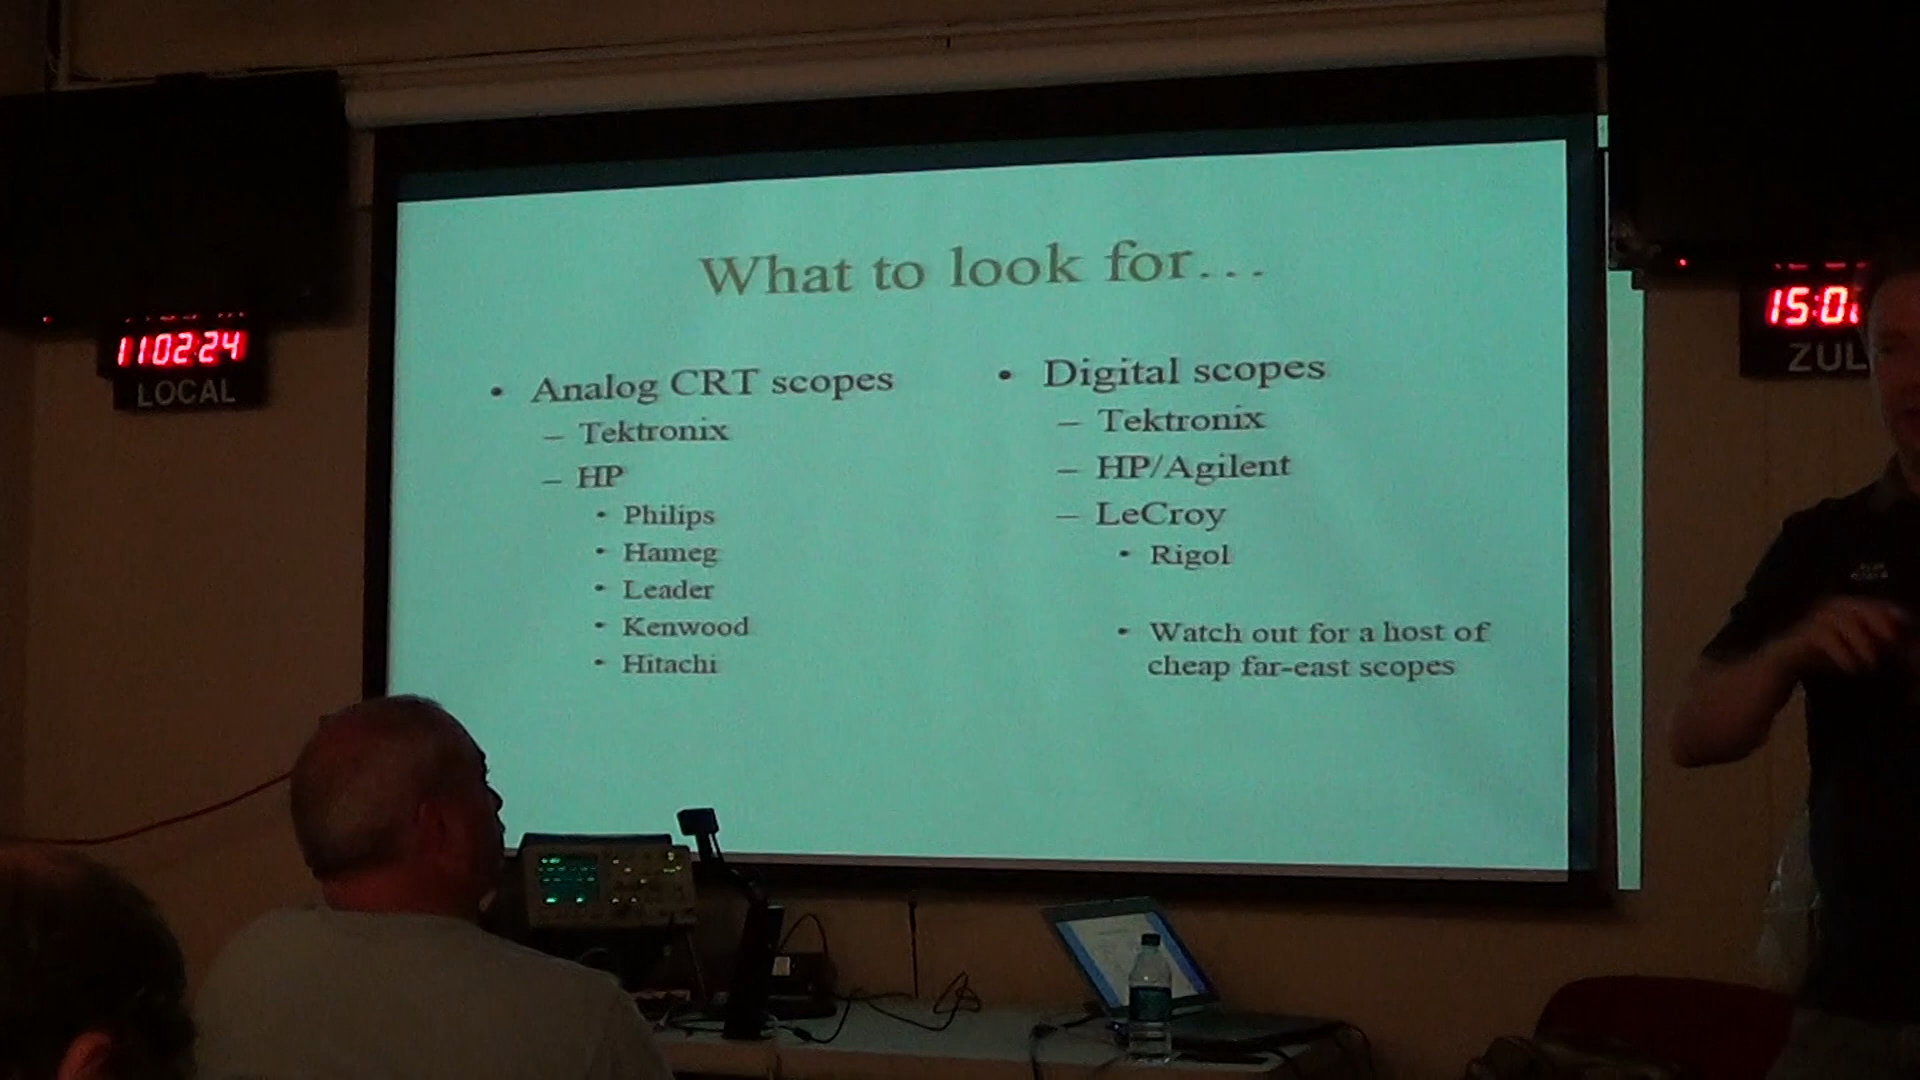 What to look for...
• Analog CRT scopes
– Tektronix
– HP
• Philips
• Hameg
• Leader
• Kenwood
• Hitachi
• Digital scopes
– Tektronix
– HP/Agilent
– LeCroy
• Rigol
• Watch out for a host of
cheap far-east scopes
11:02:24
LOCAL
15:0
ZUL